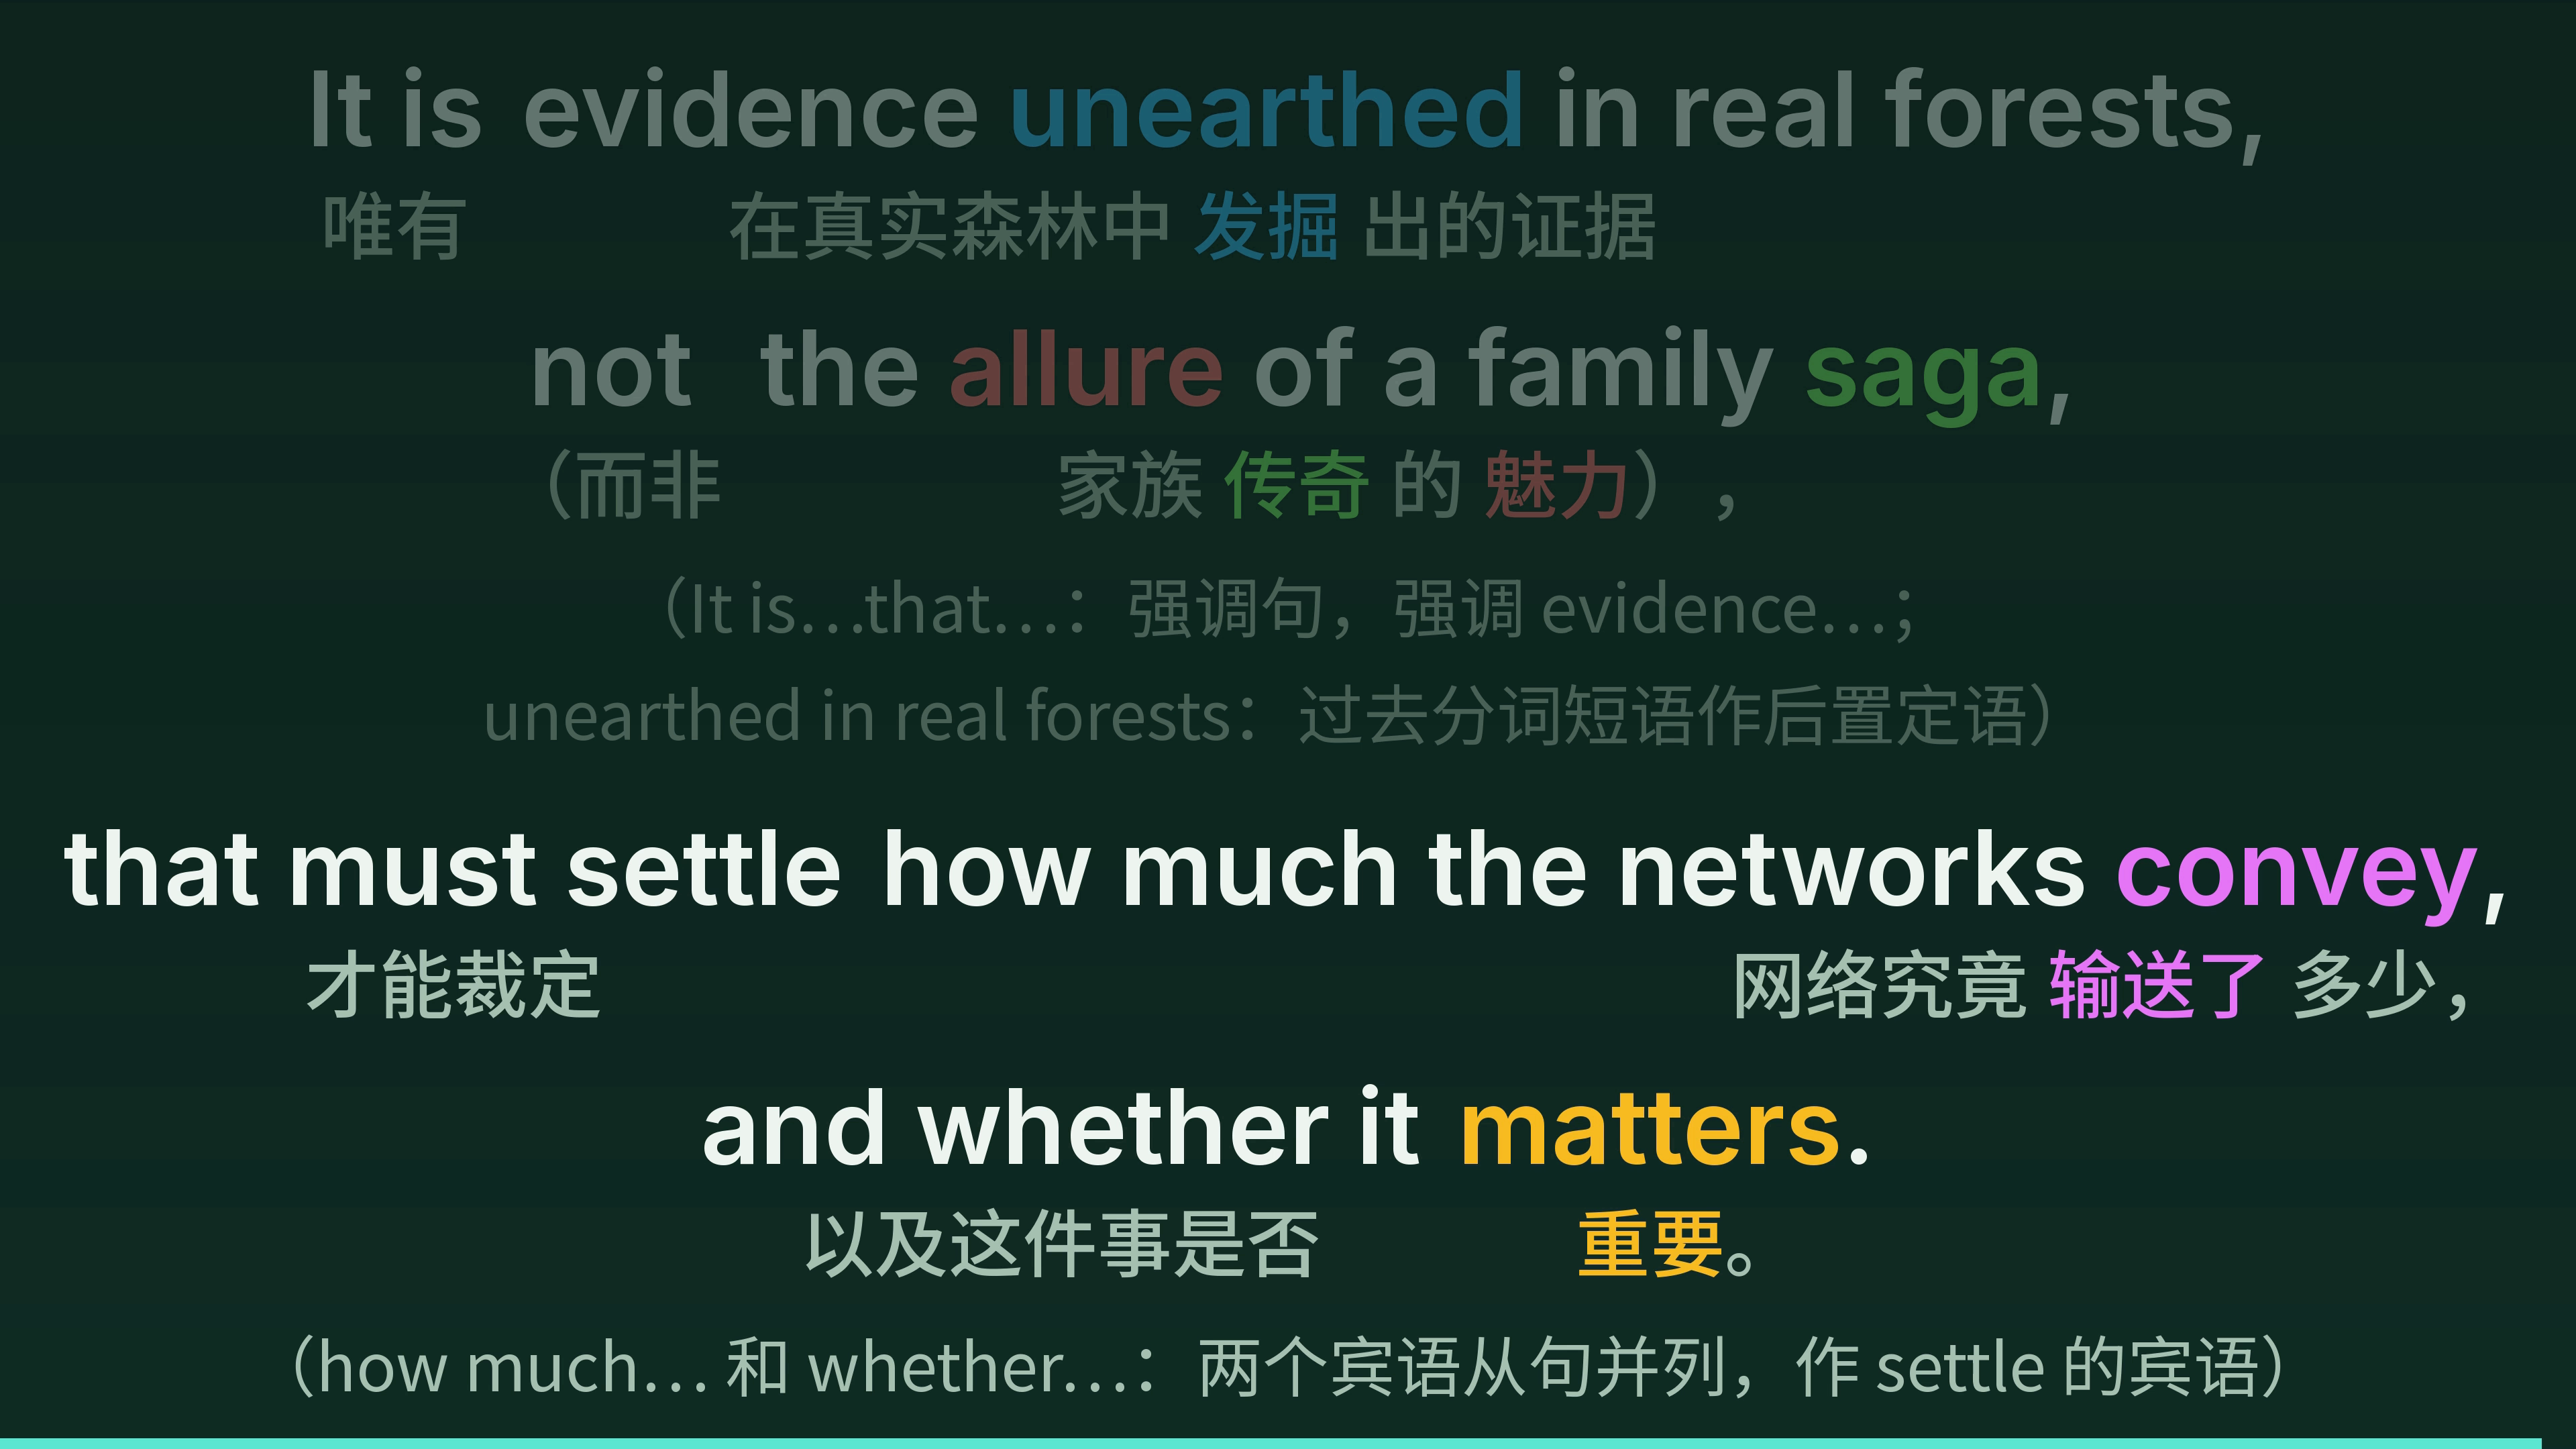 It is evidence unearthed in real forests,
唯有 在真实森林中 发掘 出的证据
not the allure of a family saga,
（而非 家族 传奇 的 魅力），
（It is…that…：强调句，强调 evidence…；
unearthed in real forests：过去分词短语作后置定语）
that must settle how much the networks convey,
才能裁定 网络究竟 输送了 多少，
and whether it matters.
以及这件事是否 重要。
（how much… 和 whether…：两个宾语从句并列，作 settle 的宾语）